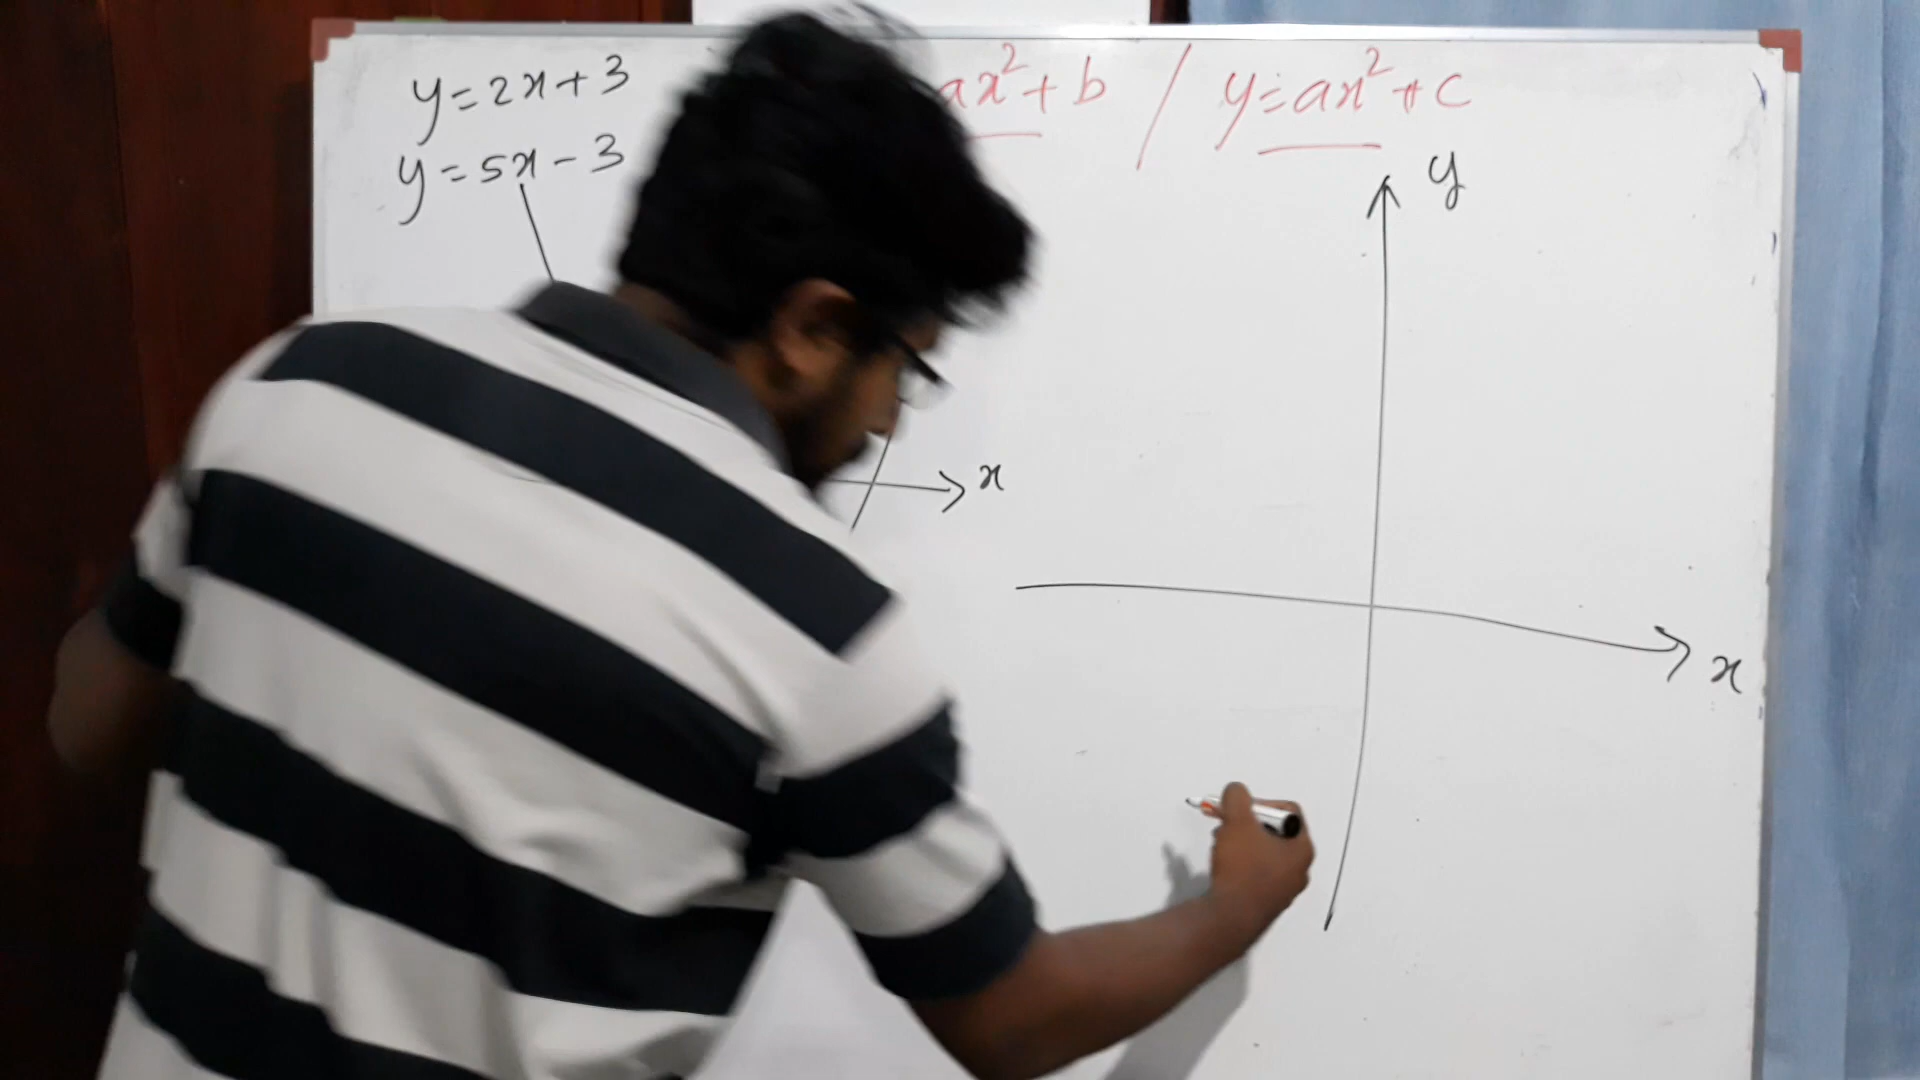 y=2x+3
y=5x-3
ax²+b / y=ax²+c
y
x
x